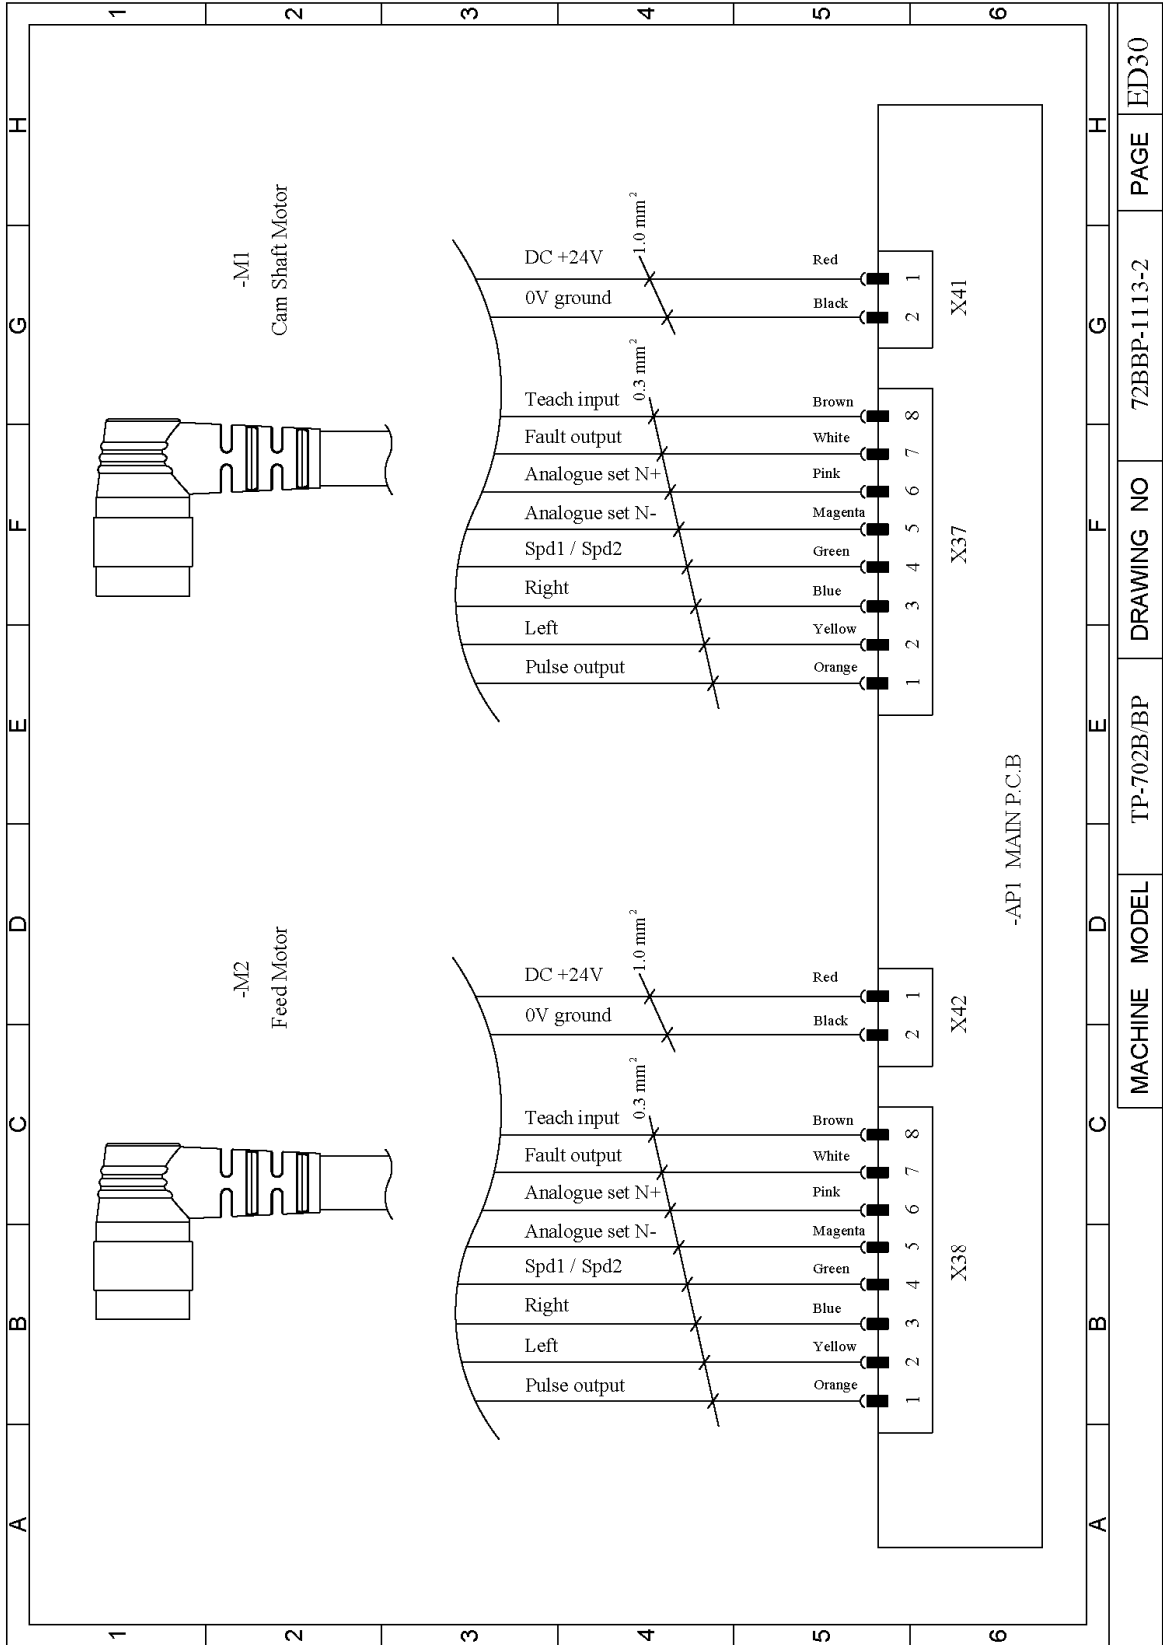 A B C D E F G H
1 1
-M2 -M1
Feed Motor Cam Shaft Motor
2 2
3 3
Pulse output
Left
Right
Spd1 / Spd2
Analogue set N-
Analogue set N+
Fault output
Teach input
0V ground
DC +24V
Pulse output
Left
Right
Spd1 / Spd2
Analogue set N-
Analogue set N+
Fault output
Teach input
0V ground
DC +24V
4 4
0.3 mm² 1.0 mm² 0.3 mm² 1.0 mm²
5 5
Orange
Yellow
Blue
Green
Magenta
Pink
White
Brown
Black
Red
Orange
Yellow
Blue
Green
Magenta
Pink
White
Brown
Black
Red
1 2 3 4 5 6 7 8 2 1 1 2 3 4 5 6 7 8 2 1
X38 X42 X37 X41
6 6
-AP1 MAIN P.C.B
A B C D E F G H
MACHINE MODEL TP-702B/BP DRAWING NO 72BBP-1113-2 PAGE ED30